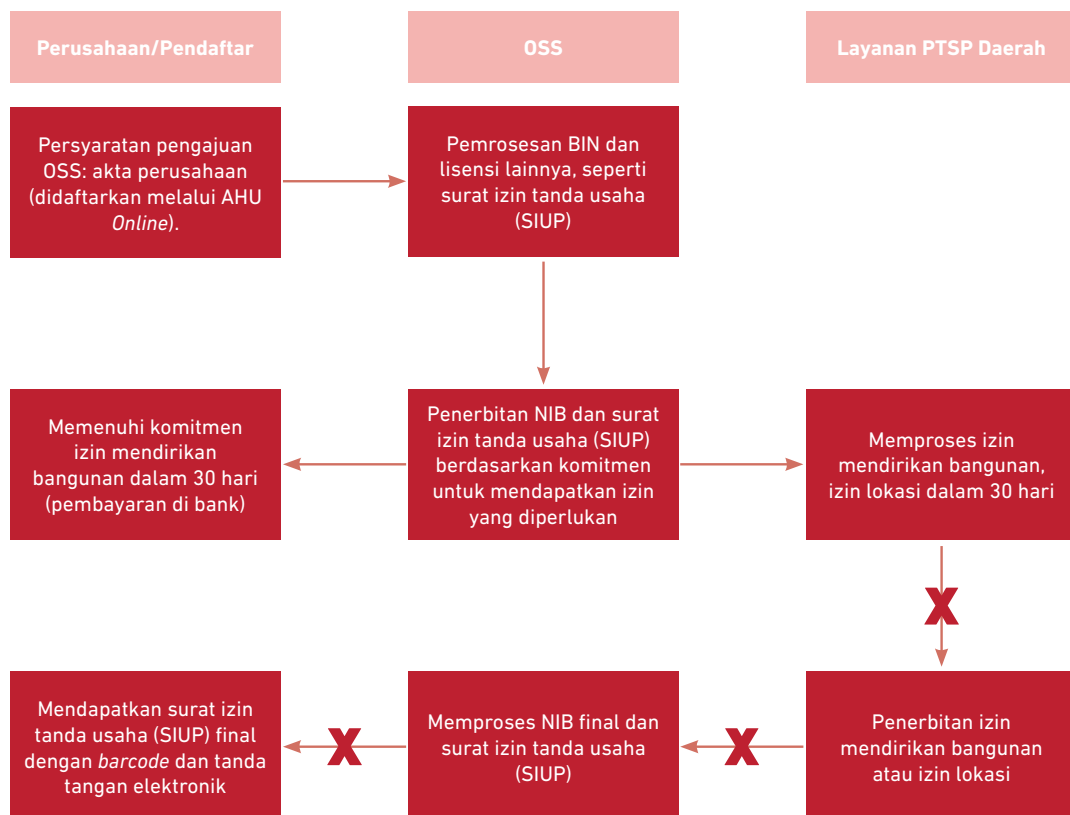 Perusahaan/Pendaftar
OSS
Layanan PTSP Daerah
Persyaratan pengajuan
OSS: akta perusahaan
(didaftarkan melalui AHU
Online).
Pemrosesan BIN dan
lisensi lainnya, seperti
surat izin tanda usaha
(SIUP)
Memenuhi komitmen
izin mendirikan
bangunan dalam 30 hari
(pembayaran di bank)
Penerbitan NIB dan surat
izin tanda usaha (SIUP)
berdasarkan komitmen
untuk mendapatkan izin
yang diperlukan
Memproses izin
mendirikan bangunan,
izin lokasi dalam 30 hari
X
Mendapatkan surat izin
tanda usaha (SIUP) final
dengan barcode dan tanda
tangan elektronik
X
Memproses NIB final dan
surat izin tanda usaha
(SIUP)
X
Penerbitan izin
mendirikan bangunan
atau izin lokasi